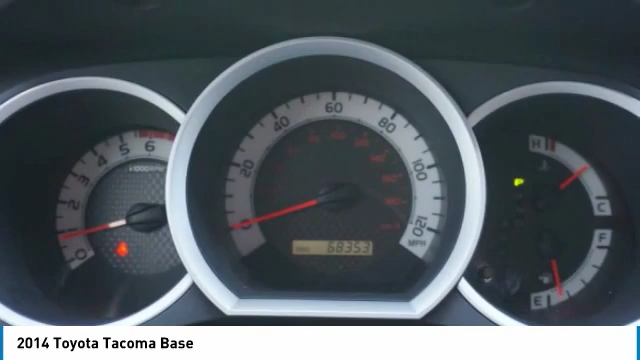 0 1 2 3 4 5 6
x1000r/min
0 20 40 60 80 100 120
MPH
68353
H
C
F
E
2014 Toyota Tacoma Base